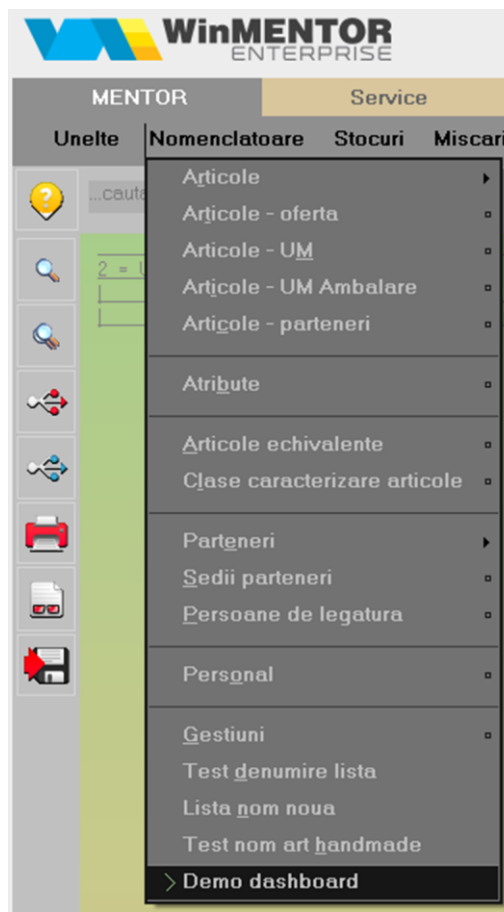 WinMENTOR
ENTERPRISE
MENTOR Service
Unelte Nomenclatoare Stocuri Miscari
...cauta
2 =
Articole
Articole - oferta
Articole - UM
Articole - UM Ambalare
Articole - parteneri
Atribute
Articole echivalente
Clase caracterizare articole
Parteneri
Sedii parteneri
Persoane de legatura
Personal
Gestiuni
Test denumire lista
Lista nom noua
Test nom art handmade
> Demo dashboard